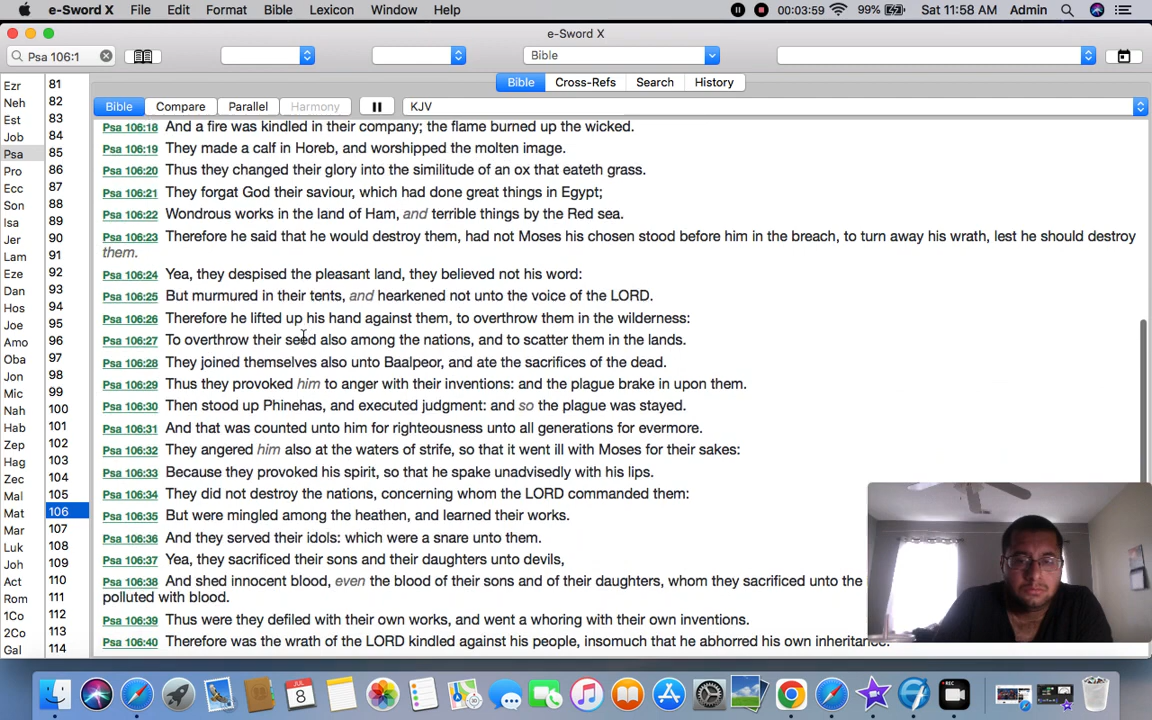 e-Sword X File Edit Format Bible Lexicon Window Help 00:03:59 99% Sat 11:58 AM Admin
e-Sword X
Psa 106:1 Bible
Bible Cross-Refs Search History
Bible Compare Parallel Harmony KJV
Ezr 81
Neh 82
Est 83
Job 84
Psa 85
Pro 86
Ecc 87
Son 88
Isa 89
Jer 90
Lam 91
Eze 92
Dan 93
Hos 94
Joe 95
Amo 96
Oba 97
Jon 98
Mic 99
Nah 100
Hab 101
Zep 102
Hag 103
Zec 104
Mal 105
Mat 106
Mar 107
Luk 108
Joh 109
Act 110
Rom 111
1Co 112
2Co 113
Gal 114
Psa 106:18 And a fire was kindled in their company; the flame burned up the wicked.
Psa 106:19 They made a calf in Horeb, and worshipped the molten image.
Psa 106:20 Thus they changed their glory into the similitude of an ox that eateth grass.
Psa 106:21 They forgat God their saviour, which had done great things in Egypt;
Psa 106:22 Wondrous works in the land of Ham, and terrible things by the Red sea.
Psa 106:23 Therefore he said that he would destroy them, had not Moses his chosen stood before him in the breach, to turn away his wrath, lest he should destroy
them.
Psa 106:24 Yea, they despised the pleasant land, they believed not his word:
Psa 106:25 But murmured in their tents, and hearkened not unto the voice of the LORD.
Psa 106:26 Therefore he lifted up his hand against them, to overthrow them in the wilderness:
Psa 106:27 To overthrow their seed also among the nations, and to scatter them in the lands.
Psa 106:28 They joined themselves also unto Baalpeor, and ate the sacrifices of the dead.
Psa 106:29 Thus they provoked him to anger with their inventions: and the plague brake in upon them.
Psa 106:30 Then stood up Phinehas, and executed judgment: and so the plague was stayed.
Psa 106:31 And that was counted unto him for righteousness unto all generations for evermore.
Psa 106:32 They angered him also at the waters of strife, so that it went ill with Moses for their sakes:
Psa 106:33 Because they provoked his spirit, so that he spake unadvisedly with his lips.
Psa 106:34 They did not destroy the nations, concerning whom the LORD commanded them:
Psa 106:35 But were mingled among the heathen, and learned their works.
Psa 106:36 And they served their idols: which were a snare unto them.
Psa 106:37 Yea, they sacrificed their sons and their daughters unto devils,
Psa 106:38 And shed innocent blood, even the blood of their sons and of their daughters, whom they sacrificed unto the
polluted with blood.
Psa 106:39 Thus were they defiled with their own works, and went a whoring with their own inventions.
Psa 106:40 Therefore was the wrath of the LORD kindled against his people, insomuch that he abhorred his own inheritance.
JUL
8
REC